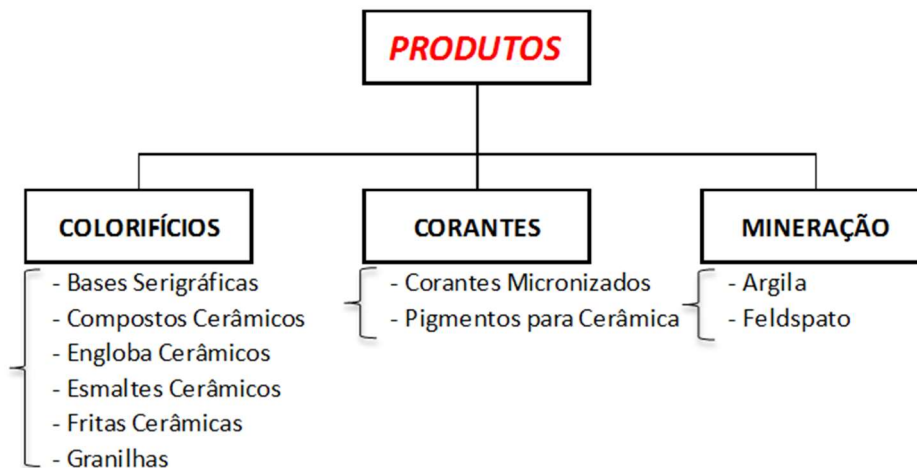 PRODUTOS
COLORIFÍCIOS
- Bases Serigráficas
- Compostos Cerâmicos
- Engloba Cerâmicos
- Esmaltes Cerâmicos
- Fritas Cerâmicas
- Granilhas
CORANTES
- Corantes Micronizados
- Pigmentos para Cerâmica
MINERAÇÃO
- Argila
- Feldspato